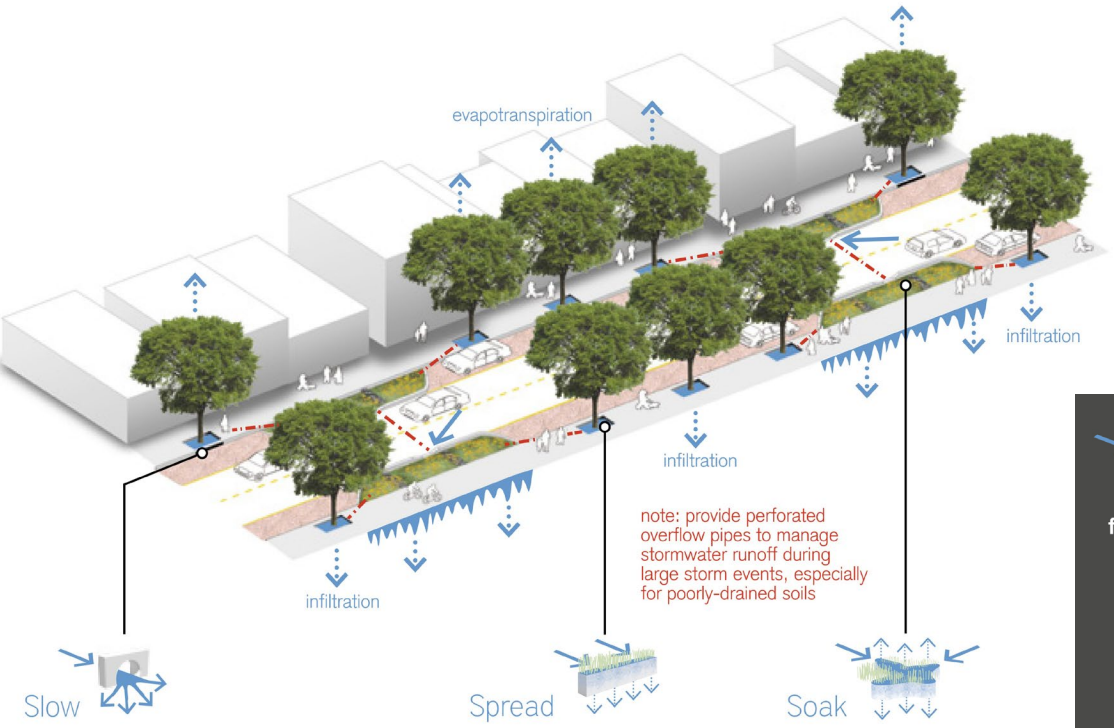 evapotranspiration
infiltration
infiltration
infiltration
note: provide perforated
overflow pipes to manage
stormwater runoff during
large storm events, especially
for poorly-drained soils
Slow
Spread
Soak
f